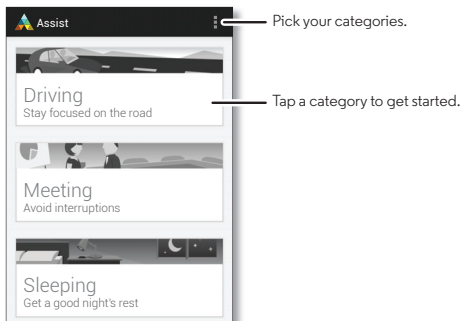 Assist
Pick your categories.
Driving
Stay focused on the road
Tap a category to get started.
Meeting
Avoid interruptions
Sleeping
Get a good night's rest